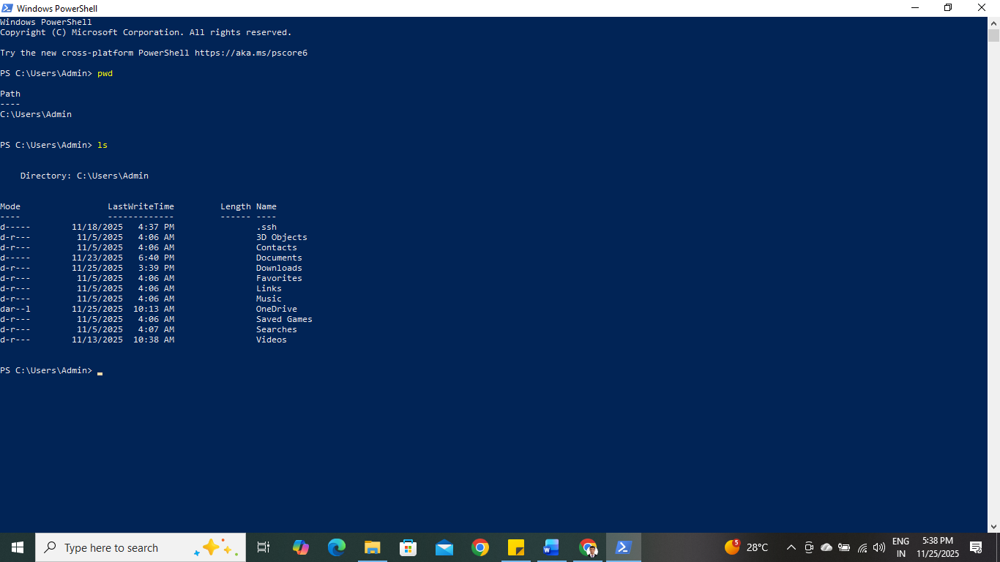 Windows PowerShell
Windows PowerShell
Copyright (C) Microsoft Corporation. All rights reserved.
Try the new cross-platform PowerShell https://aka.ms/pscore6
PS C:\Users\Admin> pwd
Path
----
C:\Users\Admin
PS C:\Users\Admin> ls
    Directory: C:\Users\Admin
Mode                 LastWriteTime         Length Name
----                 -------------         ------ ----
d-----        11/18/2025   4:37 PM                .ssh
d-r---         11/5/2025   4:06 AM                3D Objects
d-r---         11/5/2025   4:06 AM                Contacts
d-----        11/23/2025   6:40 PM                Documents
d-r---        11/25/2025   3:39 PM                Downloads
d-r---         11/5/2025   4:06 AM                Favorites
d-r---         11/5/2025   4:06 AM                Links
d-r---         11/5/2025   4:06 AM                Music
dar--l        11/25/2025  10:13 AM                OneDrive
d-r---         11/5/2025   4:06 AM                Saved Games
d-r---         11/5/2025   4:07 AM                Searches
d-r---        11/13/2025  10:38 AM                Videos
PS C:\Users\Admin>
Type here to search
5
28°C
ENG
IN
5:38 PM
11/25/2025